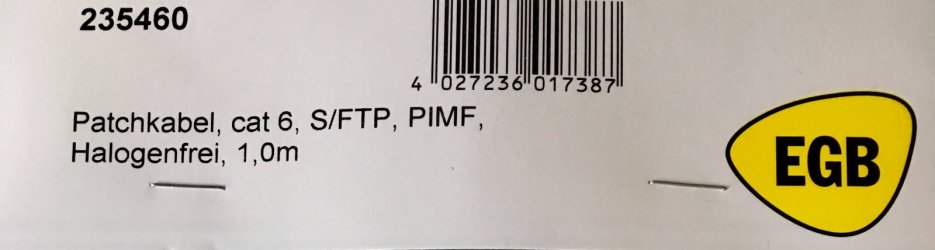 235460
4 027236 017387
Patchkabel, cat 6, S/FTP, PIMF,
Halogenfrei, 1,0m
EGB